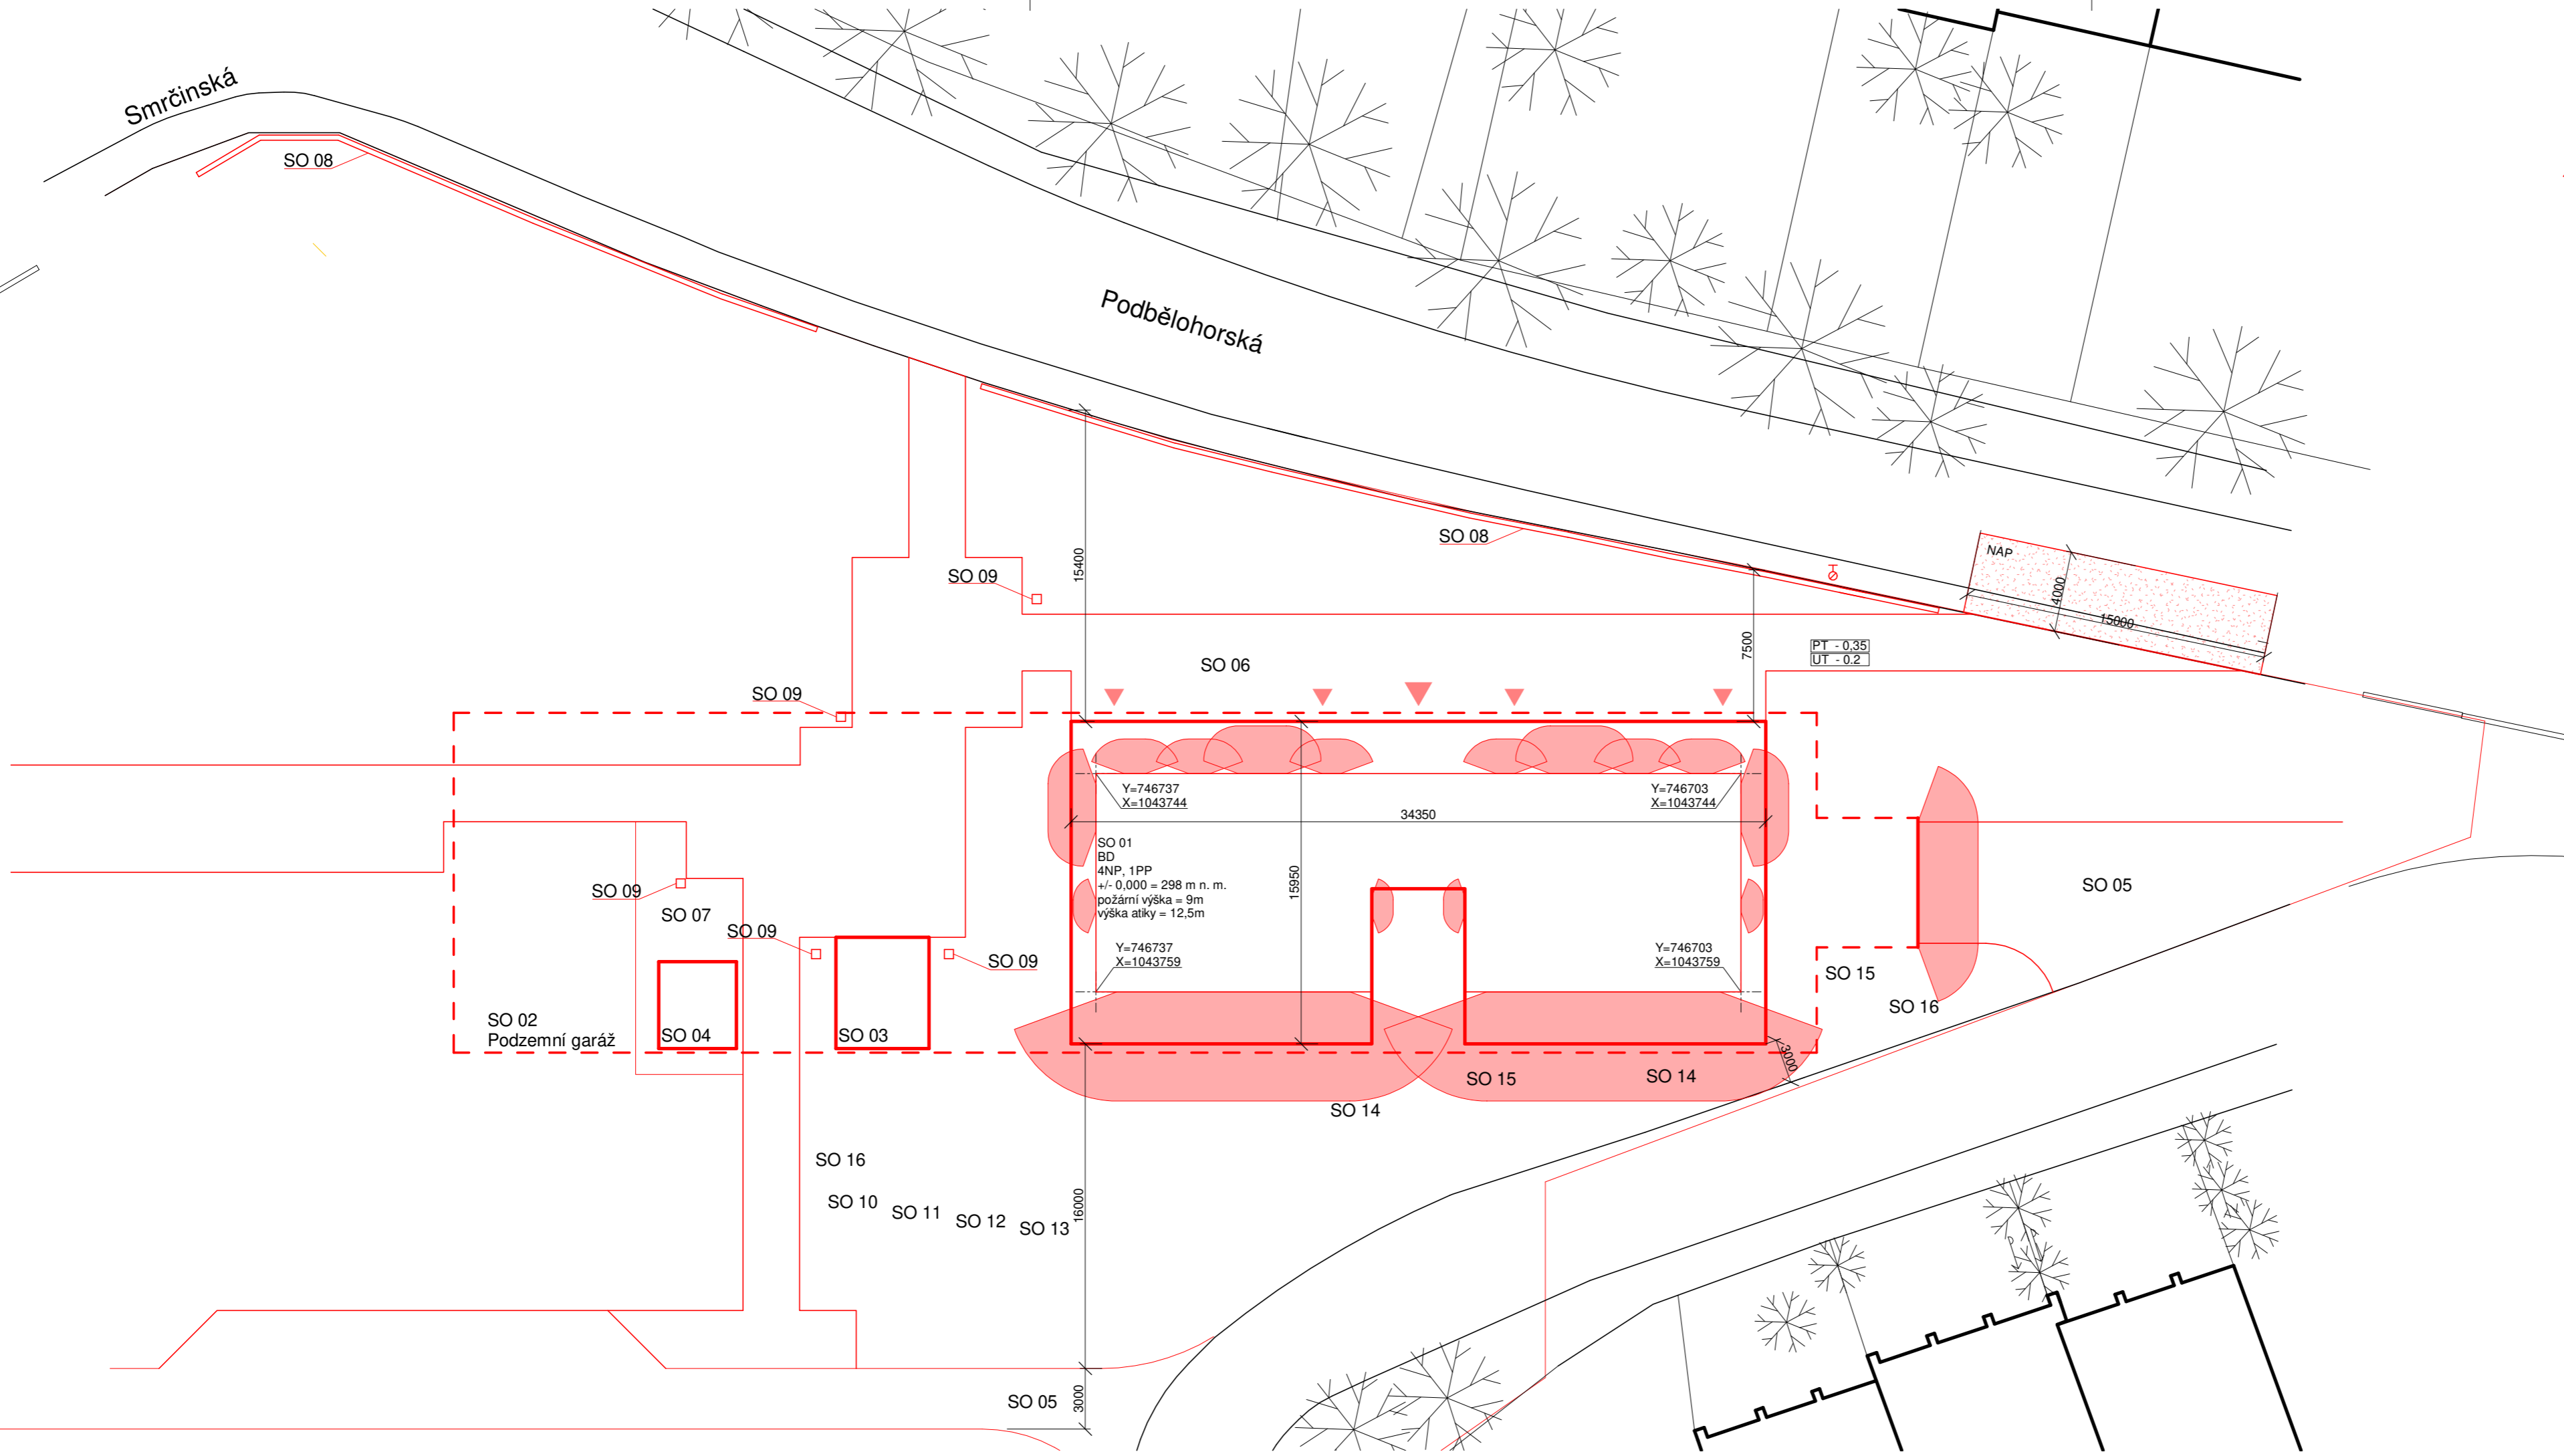 Smrčinská
SO 08
Podbělohorská
SO 08
NAP
4000
15000
15400
SO 09
7500
PT - 0,35
UT - 0.2
SO 06
SO 09
Y=746737
X=1043744
Y=746703
X=1043744
34350
SO 01
BD
4NP, 1PP
+/- 0,000 = 298 m n. m.
požární výška = 9m
výška atiky = 12,5m
15950
SO 05
SO 09
SO 07
SO 09
SO 09
Y=746737
X=1043759
Y=746703
X=1043759
SO 15
SO 16
SO 02
Podzemní garáž
SO 04
SO 03
3000
SO 15
SO 14
SO 14
SO 16
SO 10
SO 11
SO 12
SO 13
16000
SO 05
3000